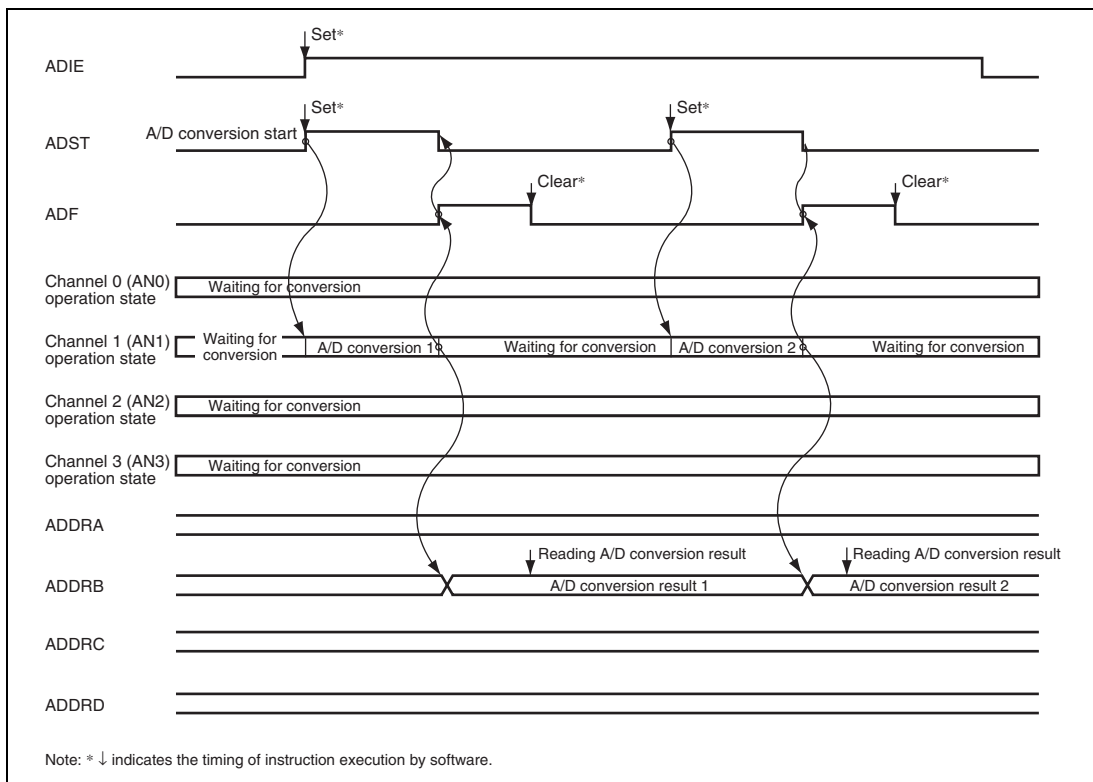 Set*
ADIE
Set*
Set*
A/D conversion start
ADST
Clear*
Clear*
ADF
Channel 0 (AN0)
operation state
Waiting for conversion
Channel 1 (AN1)
operation state
Waiting for
conversion
A/D conversion 1
Waiting for conversion
A/D conversion 2
Waiting for conversion
Channel 2 (AN2)
operation state
Waiting for conversion
Channel 3 (AN3)
operation state
Waiting for conversion
ADDRA
Reading A/D conversion result
Reading A/D conversion result
ADDRB
A/D conversion result 1
A/D conversion result 2
ADDRC
ADDRD
Note: * ↓ indicates the timing of instruction execution by software.